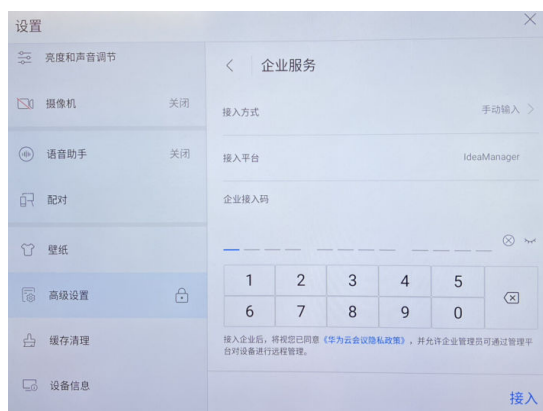 设置
亮度和声音调节
摄像机 关闭
语音助手 关闭
配对
壁纸
高级设置
缓存清理
设备信息
企业服务
接入方式 手动输入
接入平台 IdeaManager
企业接入码
1 2 3 4 5
6 7 8 9 0
接入企业后，将视您已同意《华为云会议隐私政策》，并允许企业管理员可通过管理平
台对设备进行远程管理。
接入